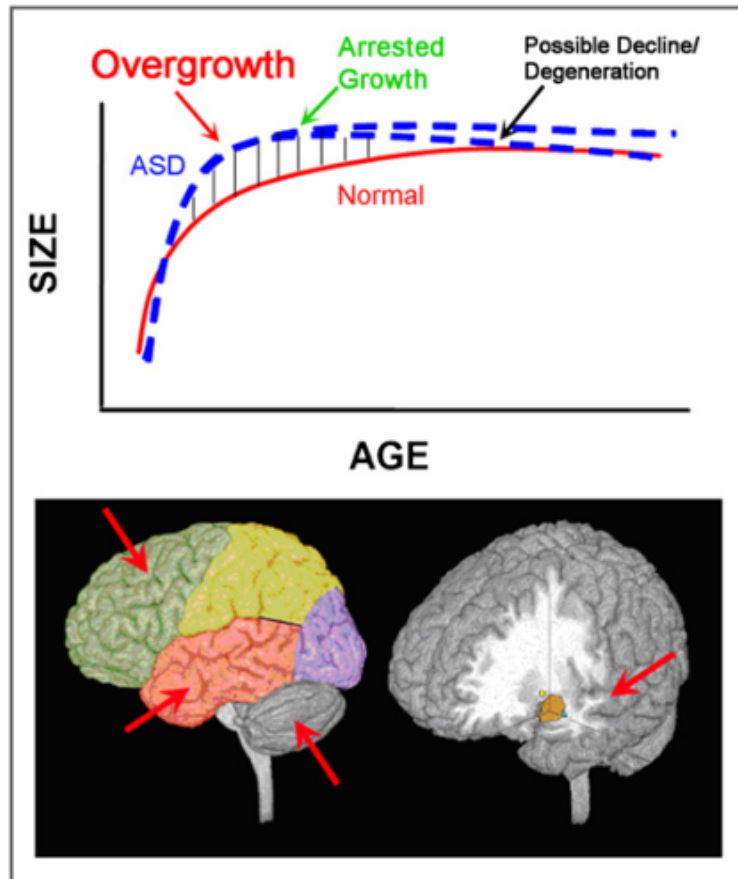 Overgrowth
Arrested
Growth
Possible Decline/
Degeneration
ASD
Normal
SIZE
AGE